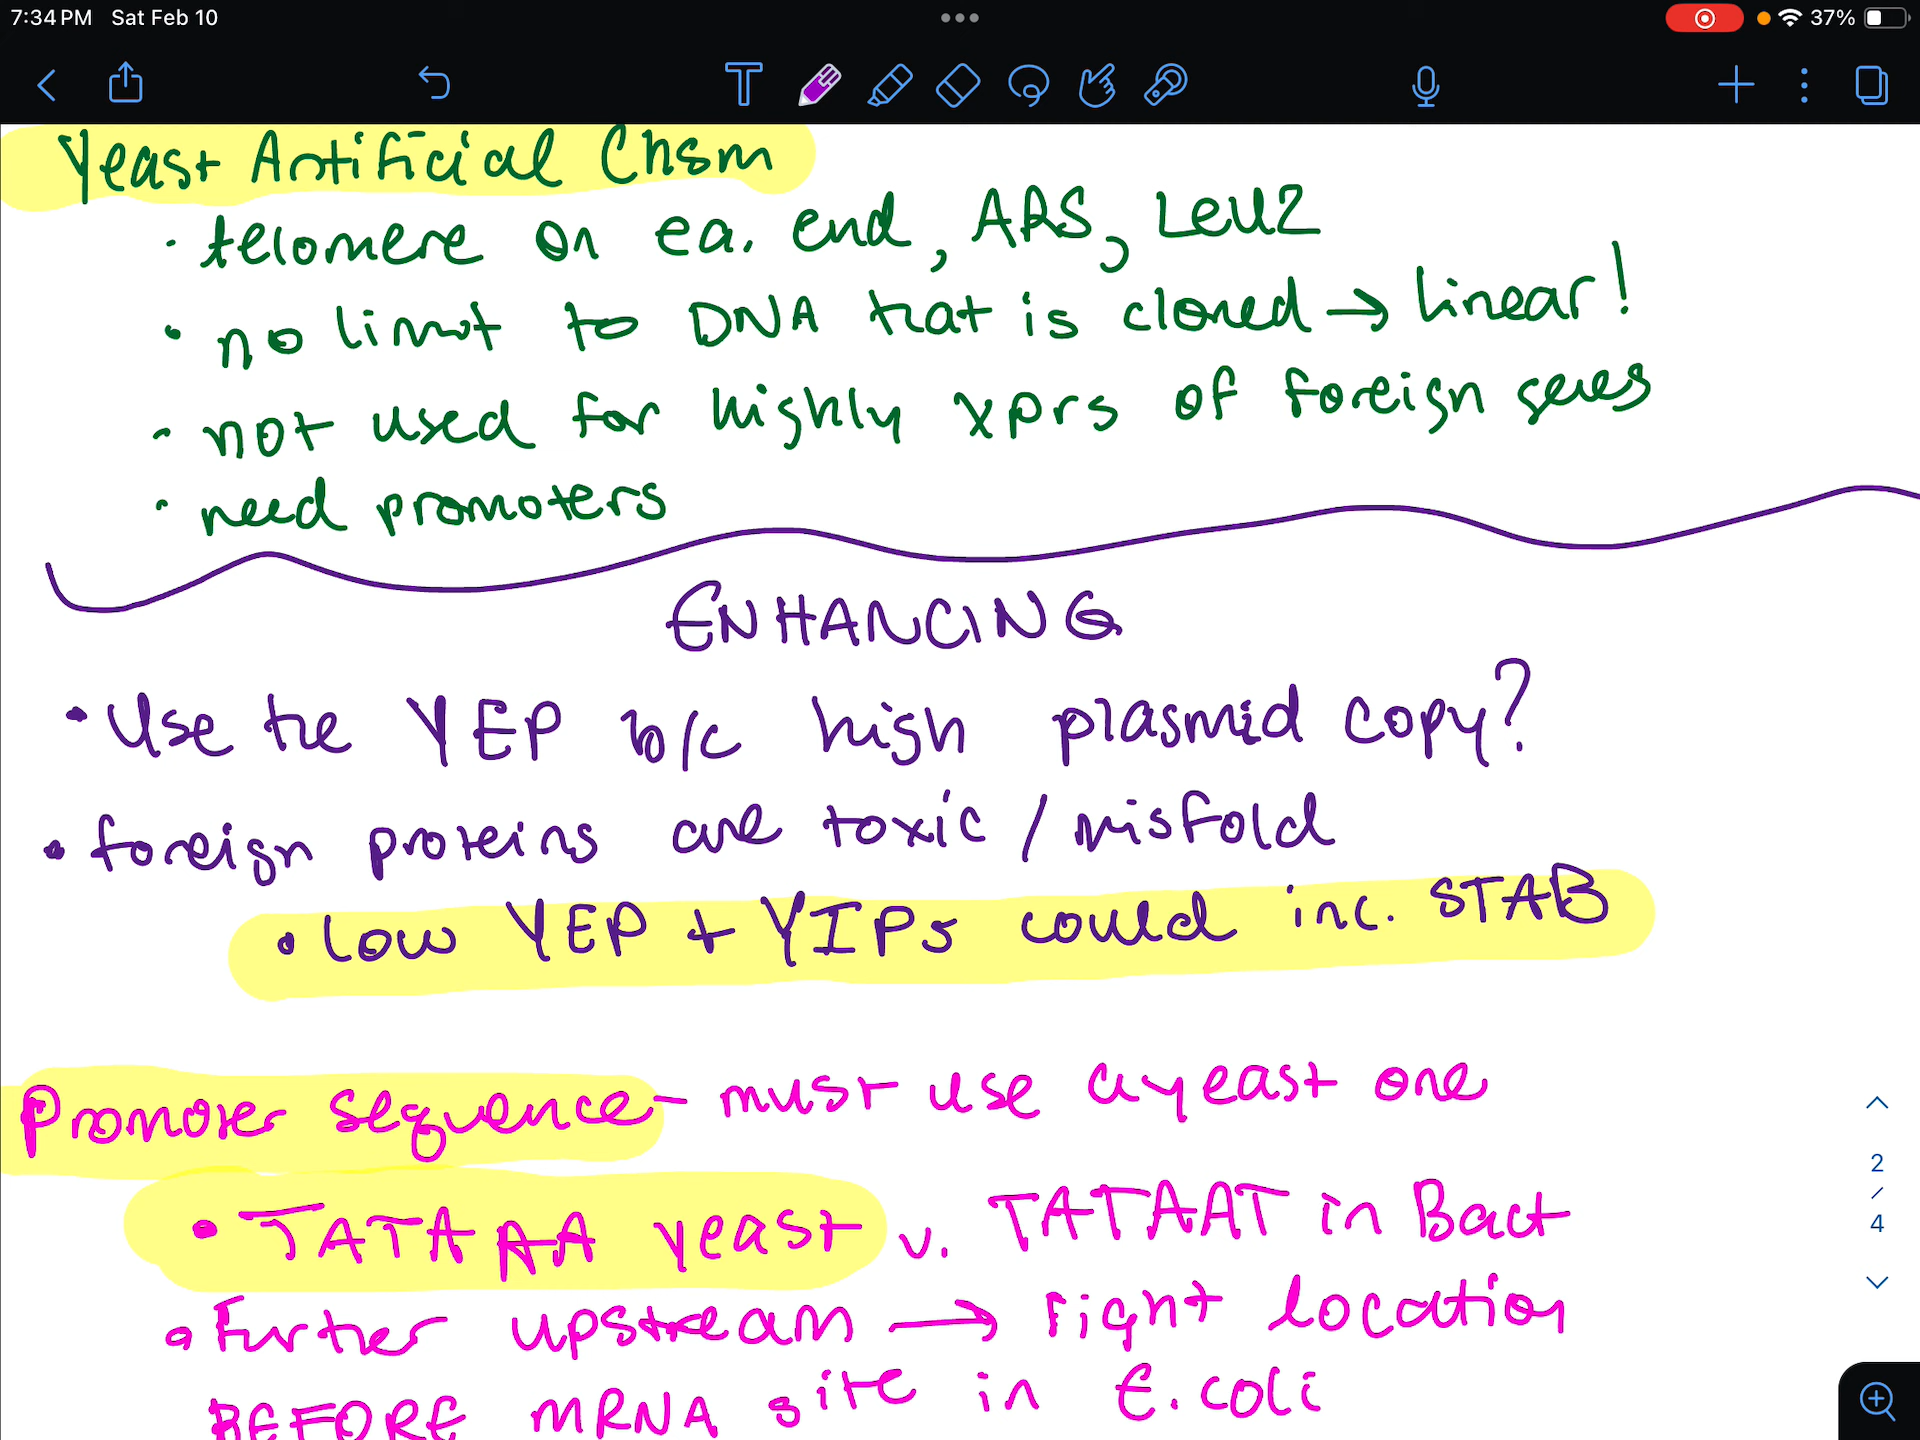 7:34 PM Sat Feb 10
37%
Yeast Artificial Chsm
· telomere on ea. end, ARS, Leu2
• no limit to DNA that is cloned → linear!
· not used for highly xprs of foreign genes
· need promoters
ENHANCING
• Use the YEP b/c high plasmid copy?
• foreign proteins are toxic / misfold
• low YEP + YIPs could inc. STAB
Promoter sequence - must use a yeast one
• TATAAA yeast v. TATAAT in Bact
• Further upstream → right location
BEFORE mRNA site in E. coli
2
/
4